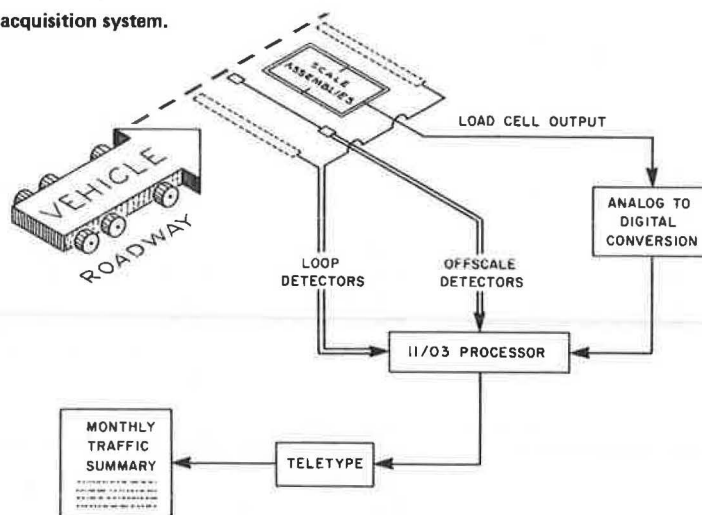 acquisition system.
SCALE
ASSEMBLIES
LOAD CELL OUTPUT
VEHICLE
ROADWAY
ANALOG TO
DIGITAL
CONVERSION
LOOP
DETECTORS
OFFSCALE
DETECTORS
11/03 PROCESSOR
MONTHLY
TRAFFIC
SUMMARY
TELETYPE